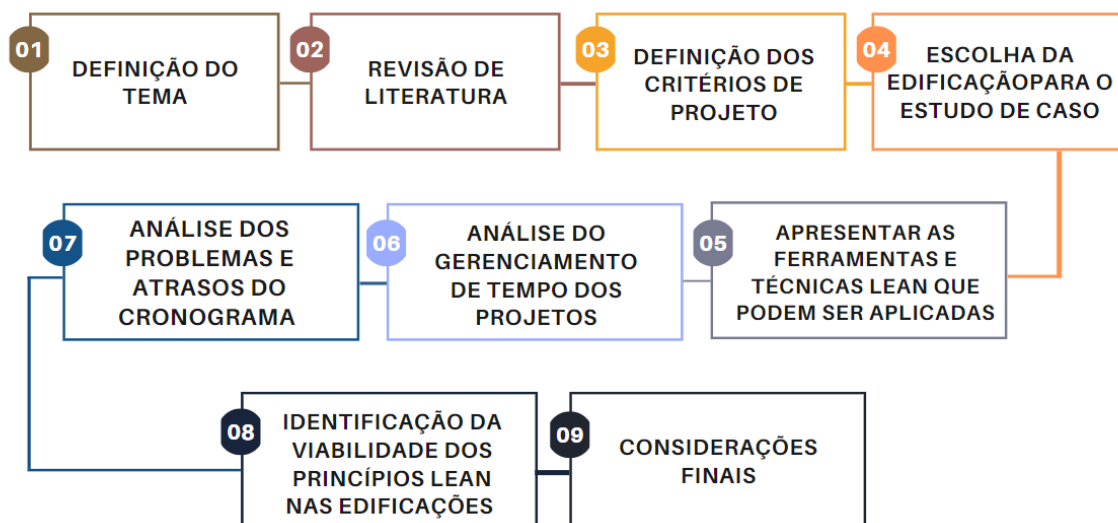 01
DEFINIÇÃO DO
TEMA
02
REVISÃO DE
LITERATURA
03
DEFINIÇÃO DOS
CRITÉRIOS DE
PROJETO
04
ESCOLHA DA
EDIFICAÇÃOPARA O
ESTUDO DE CASO
05
APRESENTAR AS
FERRAMENTAS E
TÉCNICAS LEAN QUE
PODEM SER APLICADAS
06
ANÁLISE DO
GERENCIAMENTO
DE TEMPO DOS
PROJETOS
07
ANÁLISE DOS
PROBLEMAS E
ATRASOS DO
CRONOGRAMA
08
IDENTIFICAÇÃO DA
VIABILIDADE DOS
PRINCÍPIOS LEAN
NAS EDIFICAÇÕES
09
CONSIDERAÇÕES
FINAIS